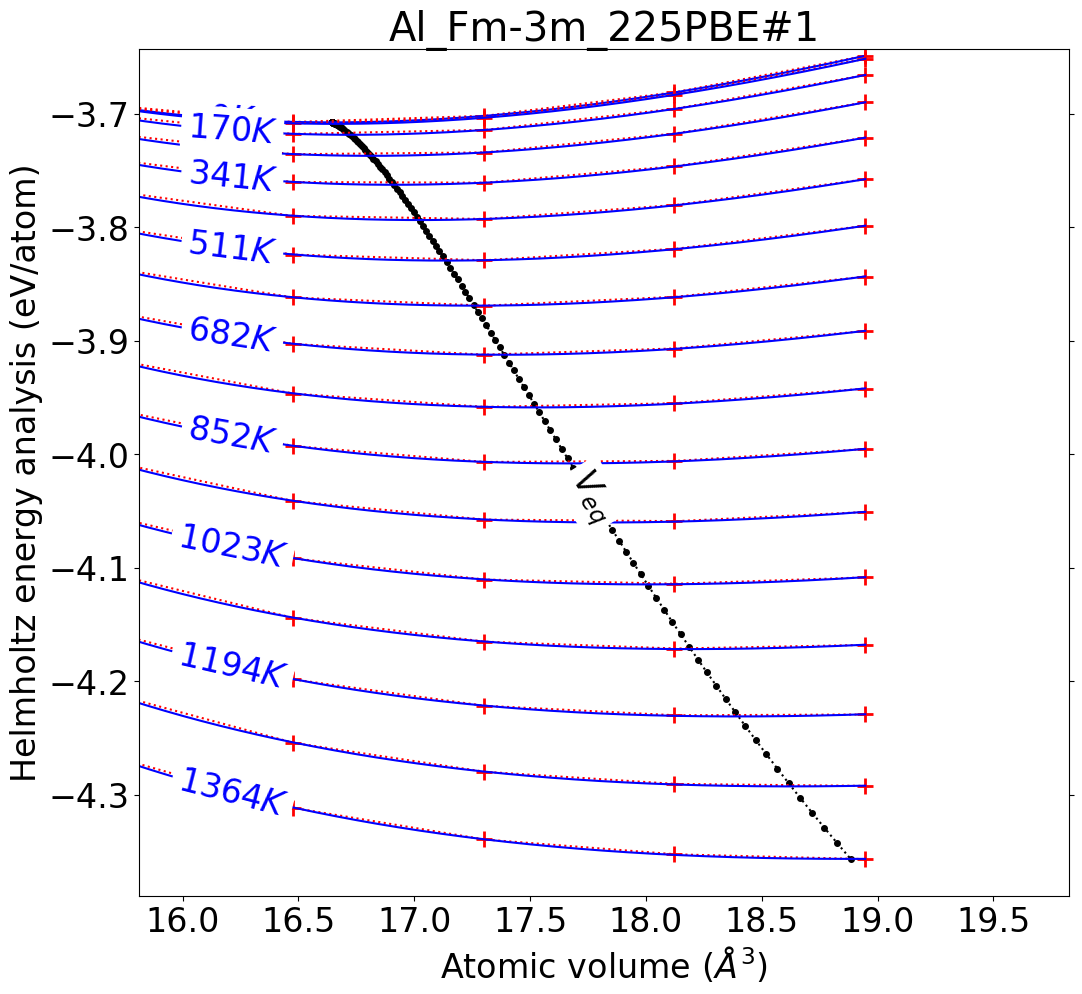 Al_Fm-3m_225PBE#1
Helmholtz energy analysis (eV/atom)
−3.7
−3.8
−3.9
−4.0
−4.1
−4.2
−4.3
170K
341K
511K
682K
852K
1023K
1194K
1364K
Veq
16.0 16.5 17.0 17.5 18.0 18.5 19.0 19.5
Atomic volume (Å³)